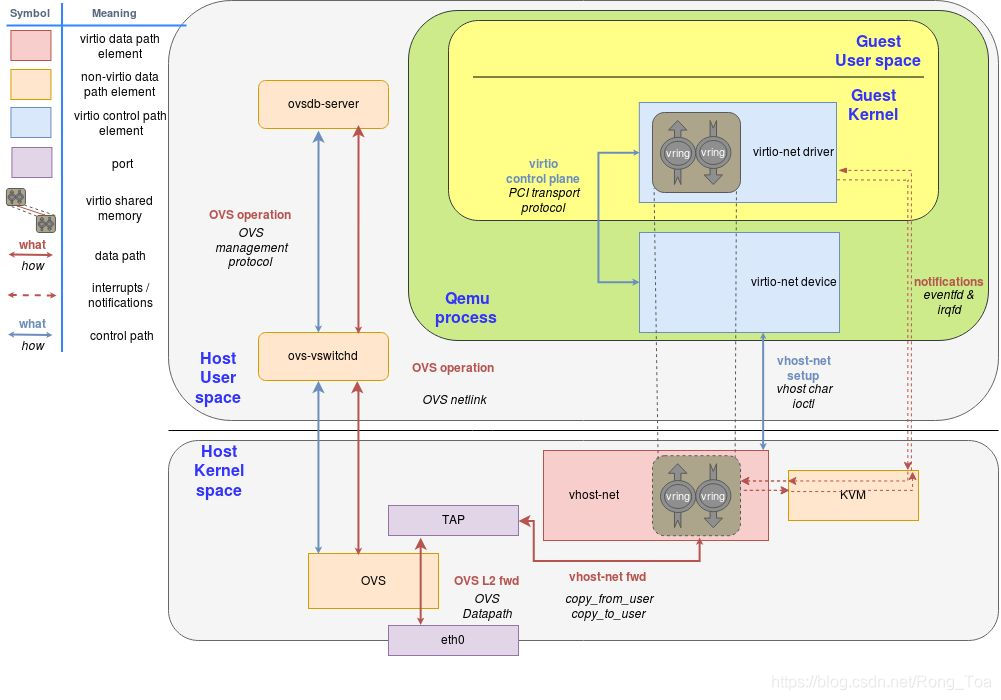 Symbol
Meaning
virtio data path
element
non-virtio data
path element
virtio control path
element
port
virtio shared
memory
what
how
data path
interrupts /
notifications
what
how
control path
Guest
User space
Guest
Kernel
ovsdb-server
vring
vring
virtio-net driver
virtio
control plane
PCI transport
protocol
OVS operation
OVS
management
protocol
virtio-net device
notifications
eventfd &
irqfd
Qemu
process
ovs-vswitchd
Host
User
space
OVS operation
OVS netlink
vhost-net
setup
vhost char
ioctl
Host
Kernel
space
vhost-net
vring
vring
KVM
TAP
OVS
OVS L2 fwd
OVS
Datapath
vhost-net fwd
copy_from_user
copy_to_user
eth0
https://blog.csdn.net/Rong_Toa